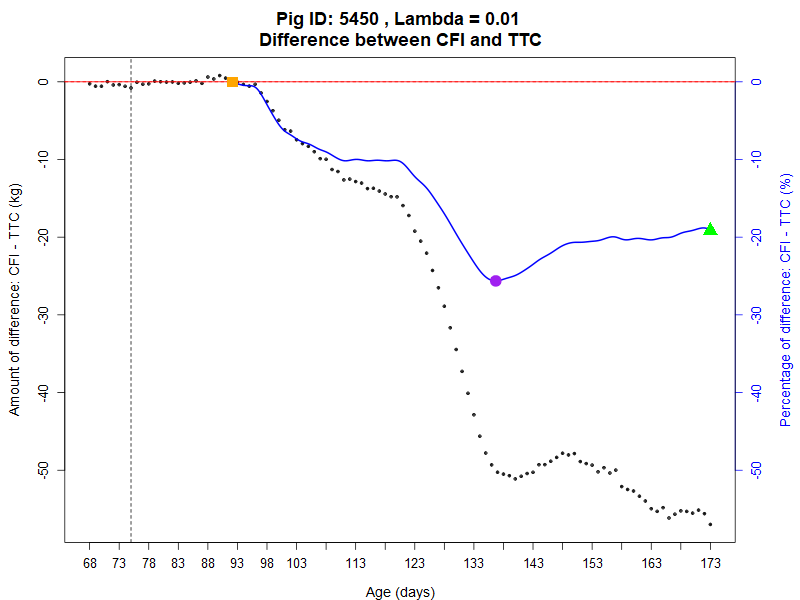 Pig ID: 5450 , Lambda = 0.01
Difference between CFI and TTC
Amount of difference: CFI - TTC (kg)
0
-10
-20
-30
-40
-50
Percentage of difference: CFI - TTC (%)
0
-10
-20
-30
-40
-50
68 73 78 83 88 93 98 103 113 123 133 143 153 163 173
Age (days)